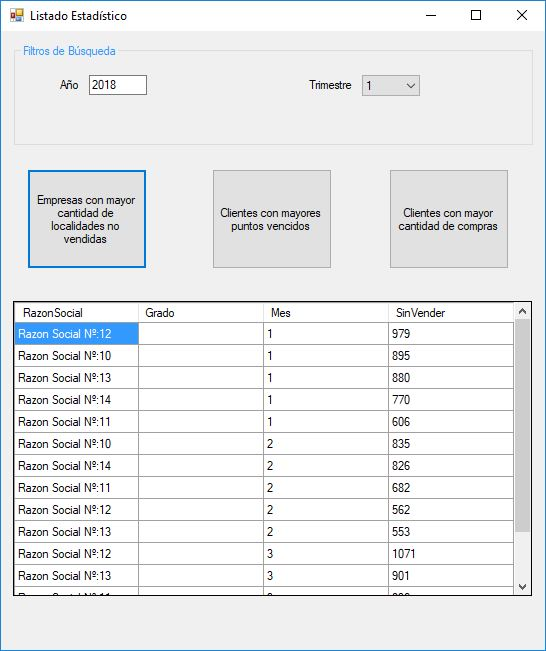 Listado Estadístico
Filtros de Búsqueda
Año 2018 Trimestre 1
Empresas con mayor
cantidad de
localidades no
vendidas
Clientes con mayores
puntos vencidos
Clientes con mayor
cantidad de compras
RazonSocial Grado Mes SinVender
Razon Social Nº:12 1 979
Razon Social Nº:10 1 895
Razon Social Nº:13 1 880
Razon Social Nº:14 1 770
Razon Social Nº:11 1 606
Razon Social Nº:10 2 835
Razon Social Nº:14 2 826
Razon Social Nº:11 2 682
Razon Social Nº:12 2 562
Razon Social Nº:13 2 553
Razon Social Nº:12 3 1071
Razon Social Nº:13 3 901
Razon Social Nº:11